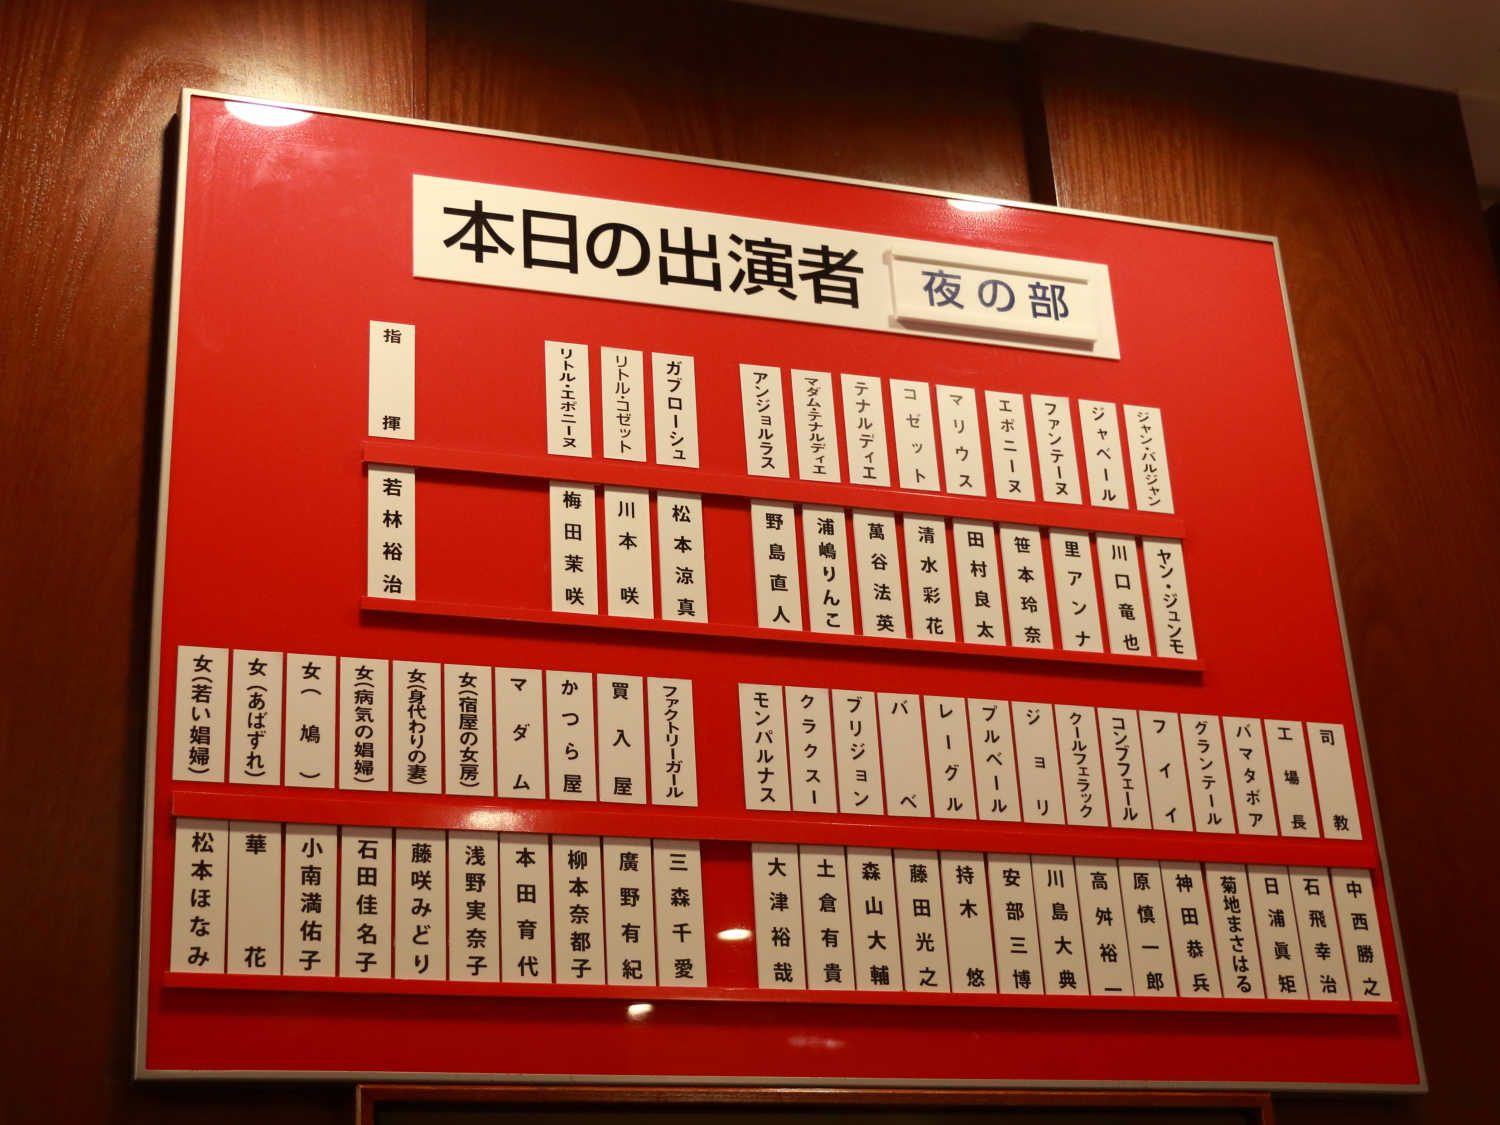 本日の出演者
夜の部
ジャン・バルジャン
ヤン・ジュンモ
ジャベール
川口竜也
ファンテーヌ
里アンナ
エポニーヌ
笹本玲奈
マリウス
田村良太
コゼット
清水彩花
テナルディエ
萬谷法英
マダム・テナルディエ
浦嶋りんこ
アンジョルラス
野島直人
ガブローシュ
松本涼真
リトル・コゼット
川本咲
リトル・エポニーヌ
梅田茉咲
指揮
若林裕治
司教
中西勝之
工場長
石飛幸治
バマタボア
日浦眞矩
グランテール
菊地まさはる
フイイ
神田恭兵
コンブフェール
原慎一郎
クールフェラック
高舛裕一
ジョリ
川島大典
プルベール
安部三博
レーグル
持木悠
バベ
藤田光之
ブリジョン
森山大輔
クラクスー
土倉有貴
モンパルナス
大津裕哉
ファクトリーガール
三森千愛
買入屋
廣野有紀
かつら屋
柳本奈都子
マダム
本田育代
女(宿屋の女房)
浅野実奈子
女(身代わりの妻)
藤咲みどり
女(病気の娼婦)
石田佳名子
女(鳩)
小南満佑子
女(あばずれ)
華花
女(若い娼婦)
松本ほなみ